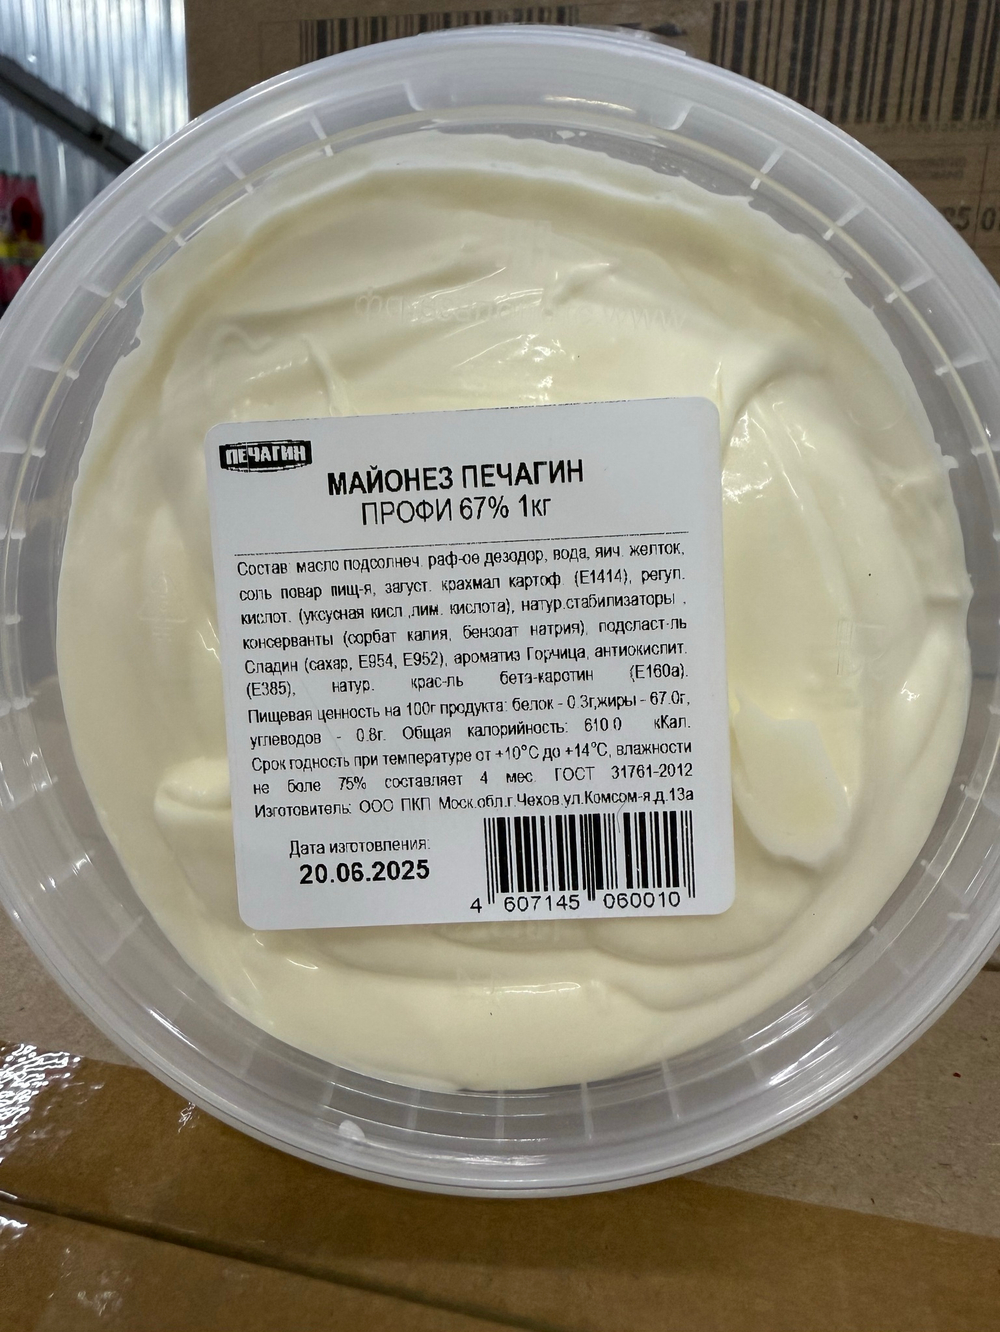 ПЕЧАГИН
МАЙОНЕЗ ПЕЧАГИН
ПРОФИ 67% 1кг
Состав: масло подсолнеч. раф-ое дезодор, вода, яич. желток,
соль повар пищ-я, загуст. крахмал картоф. (Е1414), регул.
кислот. (уксусная кисл ,лим. кислота), натур.стабилизаторы ,
консерванты (сорбат калия, бензоат натрия), подсласт-ль
Сладин (сахар, Е954, Е952), ароматиз Горчица, антиокислит.
(Е385), натур. крас-ль бета-каротин (Е160а).
Пищевая ценность на 100г продукта: белок - 0.3г,жиры - 67.0г,
углеводов - 0.8г. Общая калорийность: 610.0 кКал.
Срок годность при температуре от +10°С до +14°С, влажности
не боле 75% составляет 4 мес. ГОСТ 31761-2012
Изготовитель: ООО ПКП Моск.обл.г.Чехов.ул.Комсом-я.д.13а
Дата изготовления:
20.06.2025
4 607145 060010